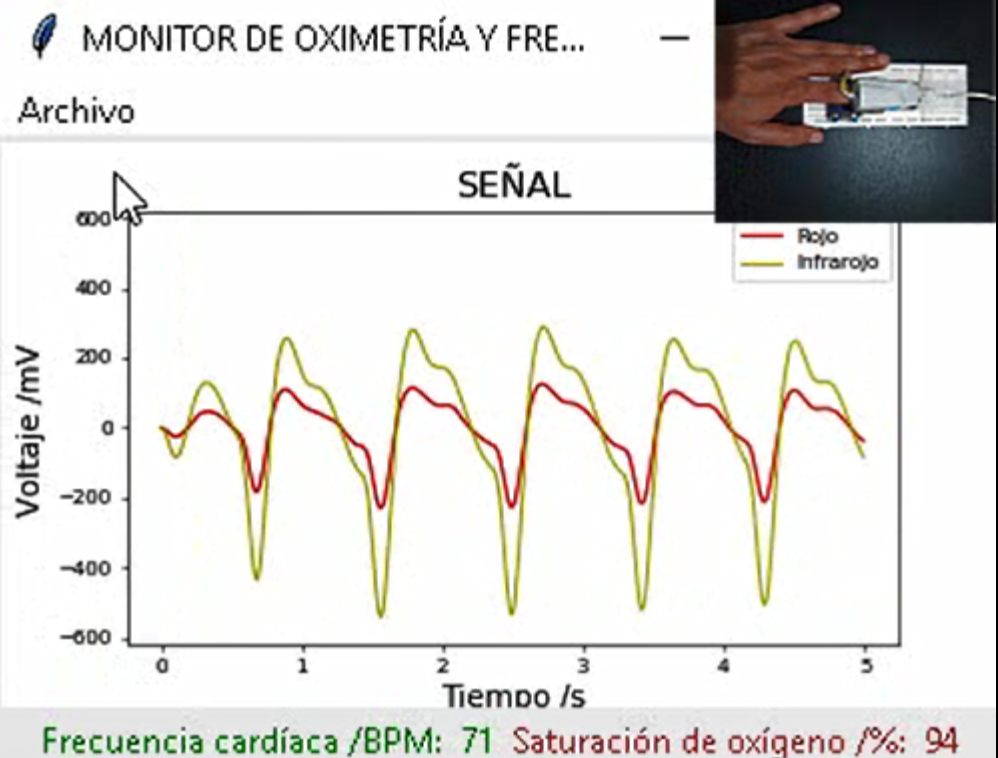 MONITOR DE OXIMETRÍA Y FRE...
Archivo
SEÑAL
Rojo
Infrarojo
600
400
200
0
−200
−400
−600
Voltaje /mV
0 1 2 3 4 5
Tiempo /s
Frecuencia cardíaca /BPM: 71 Saturación de oxígeno /%: 94